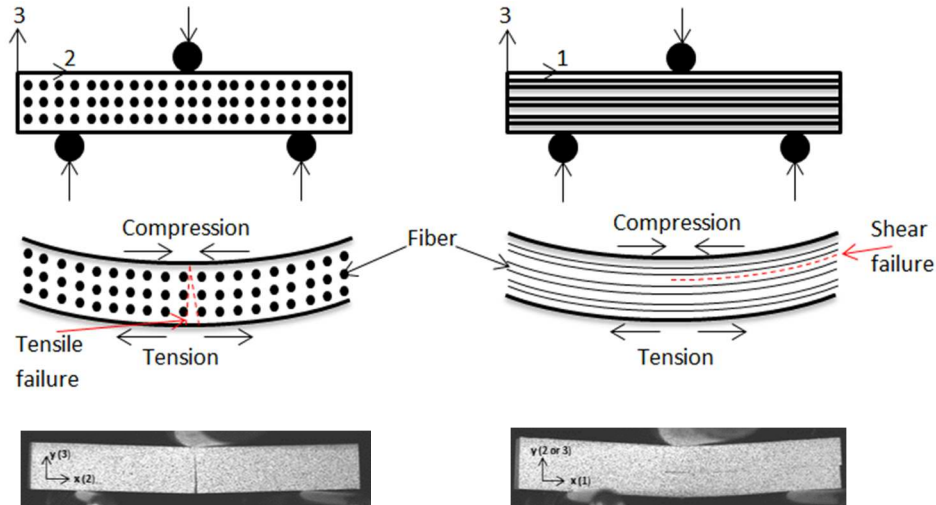 3
2
3
1
Compression
Tension
Tensile
failure
Fiber
Compression
Tension
Shear
failure
y (3)
x (2)
y (2 or 3)
x (1)